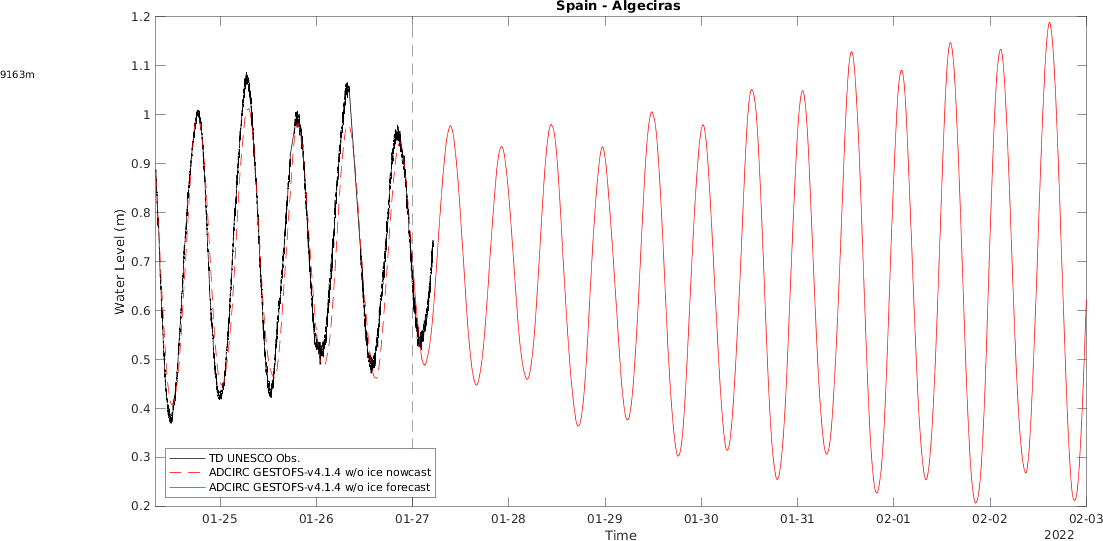 Spain - Algeciras
9163m
1.2
1.1
1
0.9
0.8
0.7
0.6
0.5
0.4
0.3
0.2
Water Level (m)
TD UNESCO Obs.
ADCIRC GESTOFS-v4.1.4 w/o ice nowcast
ADCIRC GESTOFS-v4.1.4 w/o ice forecast
01-25 01-26 01-27 01-28 01-29 01-30 01-31 02-01 02-02 02-03
Time
2022